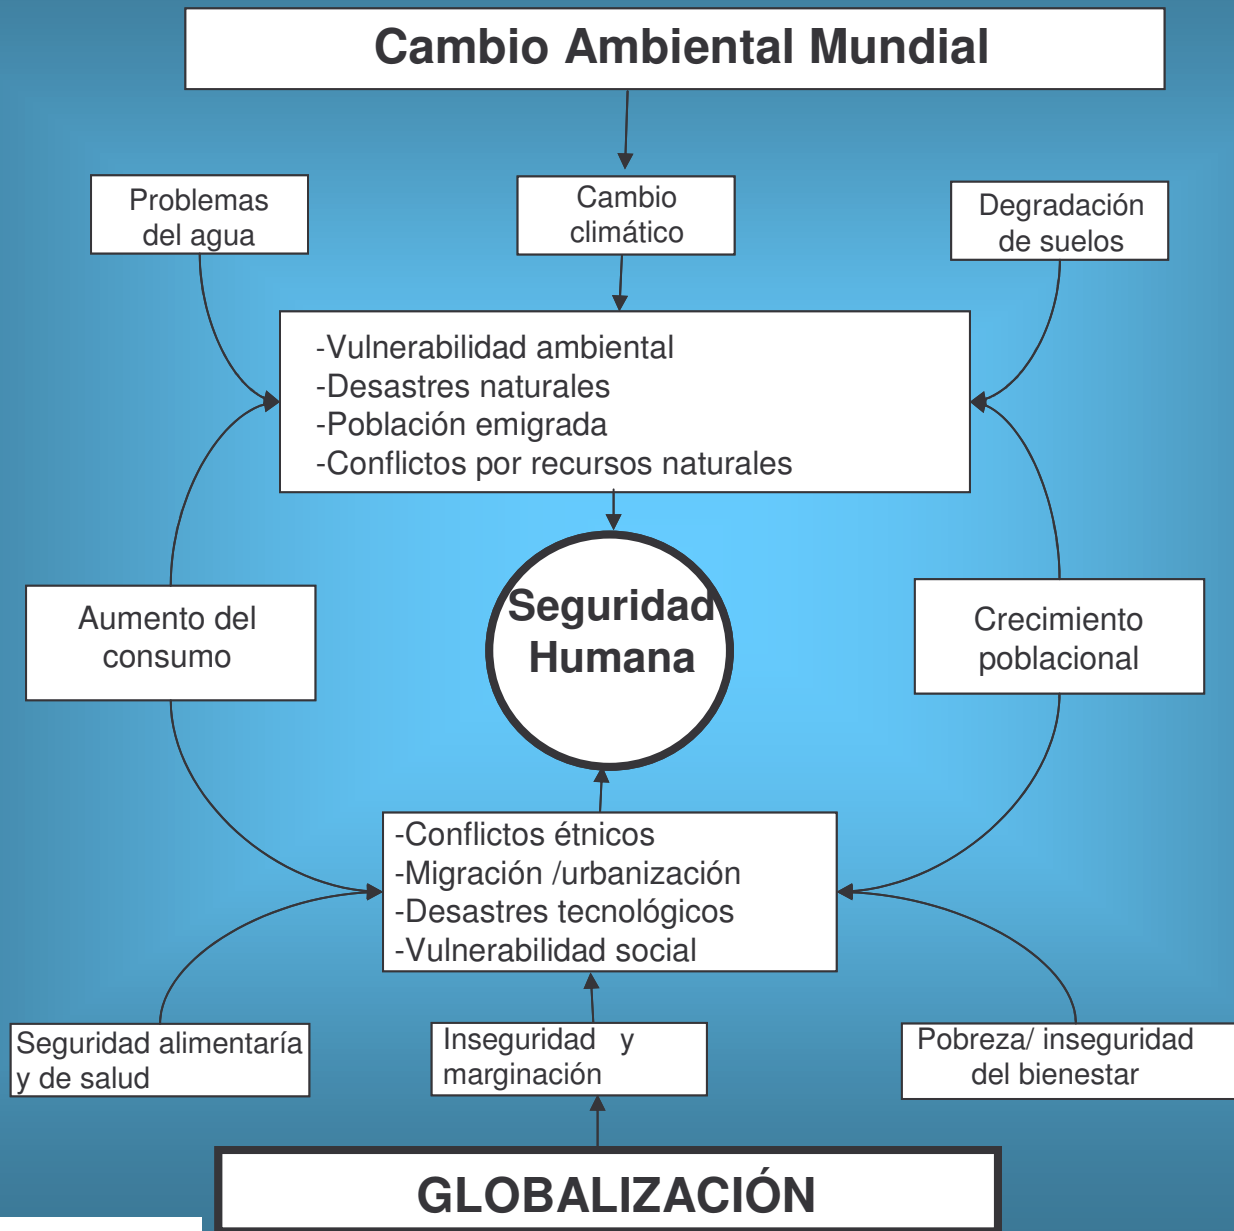 Cambio Ambiental Mundial
Problemas
del agua
Cambio
climático
Degradación
de suelos
-Vulnerabilidad ambiental
-Desastres naturales
-Población emigrada
-Conflictos por recursos naturales
Aumento del
consumo
Seguridad
Humana
Crecimiento
poblacional
-Conflictos étnicos
-Migración /urbanización
-Desastres tecnológicos
-Vulnerabilidad social
Seguridad alimentaría
y de salud
Inseguridad y
marginación
Pobreza/ inseguridad
del bienestar
GLOBALIZACIÓN